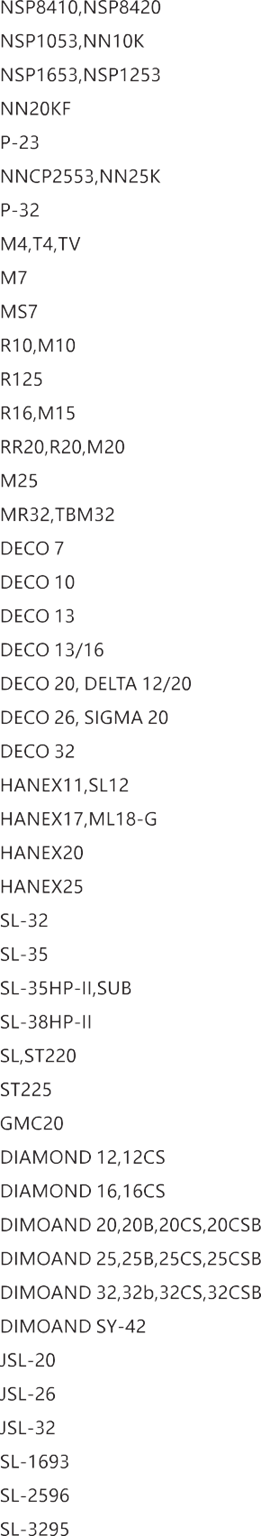 NSP8410,NSP8420
NSP1053,NN10K
NSP1653,NSP1253
NN20KF
P-23
NNCP2553,NN25K
P-32
M4,T4,TV
M7
MS7
R10,M10
R125
R16,M15
RR20,R20,M20
M25
MR32,TBM32
DECO 7
DECO 10
DECO 13
DECO 13/16
DECO 20, DELTA 12/20
DECO 26, SIGMA 20
DECO 32
HANEX11,SL12
HANEX17,ML18-G
HANEX20
HANEX25
SL-32
SL-35
SL-35HP-II,SUB
SL-38HP-II
SL,ST220
ST225
GMC20
DIAMOND 12,12CS
DIAMOND 16,16CS
DIMOAND 20,20B,20CS,20CSB
DIMOAND 25,25B,25CS,25CSB
DIMOAND 32,32b,32CS,32CSB
DIMOAND SY-42
JSL-20
JSL-26
JSL-32
SL-1693
SL-2596
SL-3295